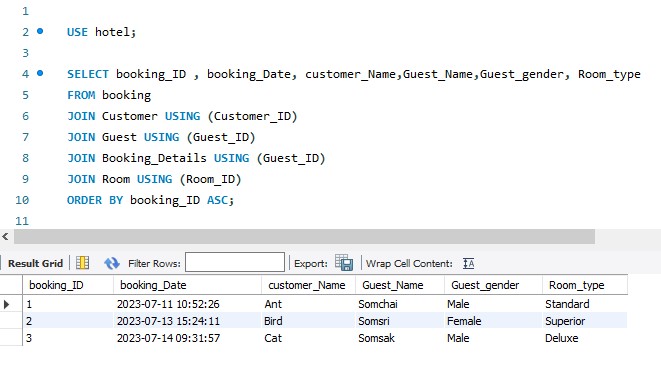 1
2 USE hotel;
3
4 SELECT booking_ID , booking_Date, customer_Name,Guest_Name,Guest_gender, Room_type
5 FROM booking
6 JOIN Customer USING (Customer_ID)
7 JOIN Guest USING (Guest_ID)
8 JOIN Booking_Details USING (Guest_ID)
9 JOIN Room USING (Room_ID)
10 ORDER BY booking_ID ASC;
11
Result Grid Filter Rows: Export: Wrap Cell Content: IA
booking_ID booking_Date customer_Name Guest_Name Guest_gender Room_type
1 2023-07-11 10:52:26 Ant Somchai Male Standard
2 2023-07-13 15:24:11 Bird Somsri Female Superior
3 2023-07-14 09:31:57 Cat Somsak Male Deluxe